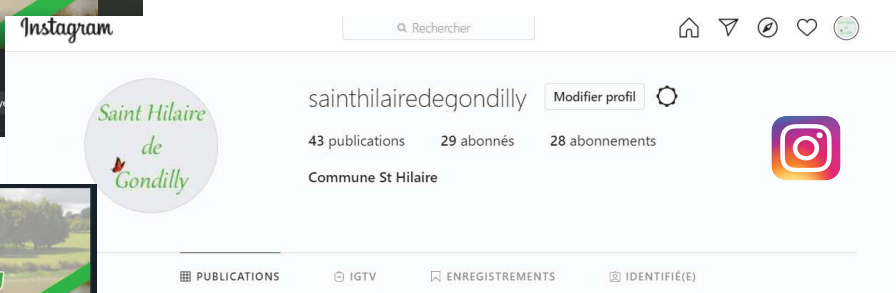 Instagram
Rechercher
Saint Hilaire
de
Gondilly
sainthilairedegondilly Modifier profil
43 publications 29 abonnés 28 abonnements
Commune St Hilaire
PUBLICATIONS IGTV ENREGISTREMENTS IDENTIFIÉ(E)